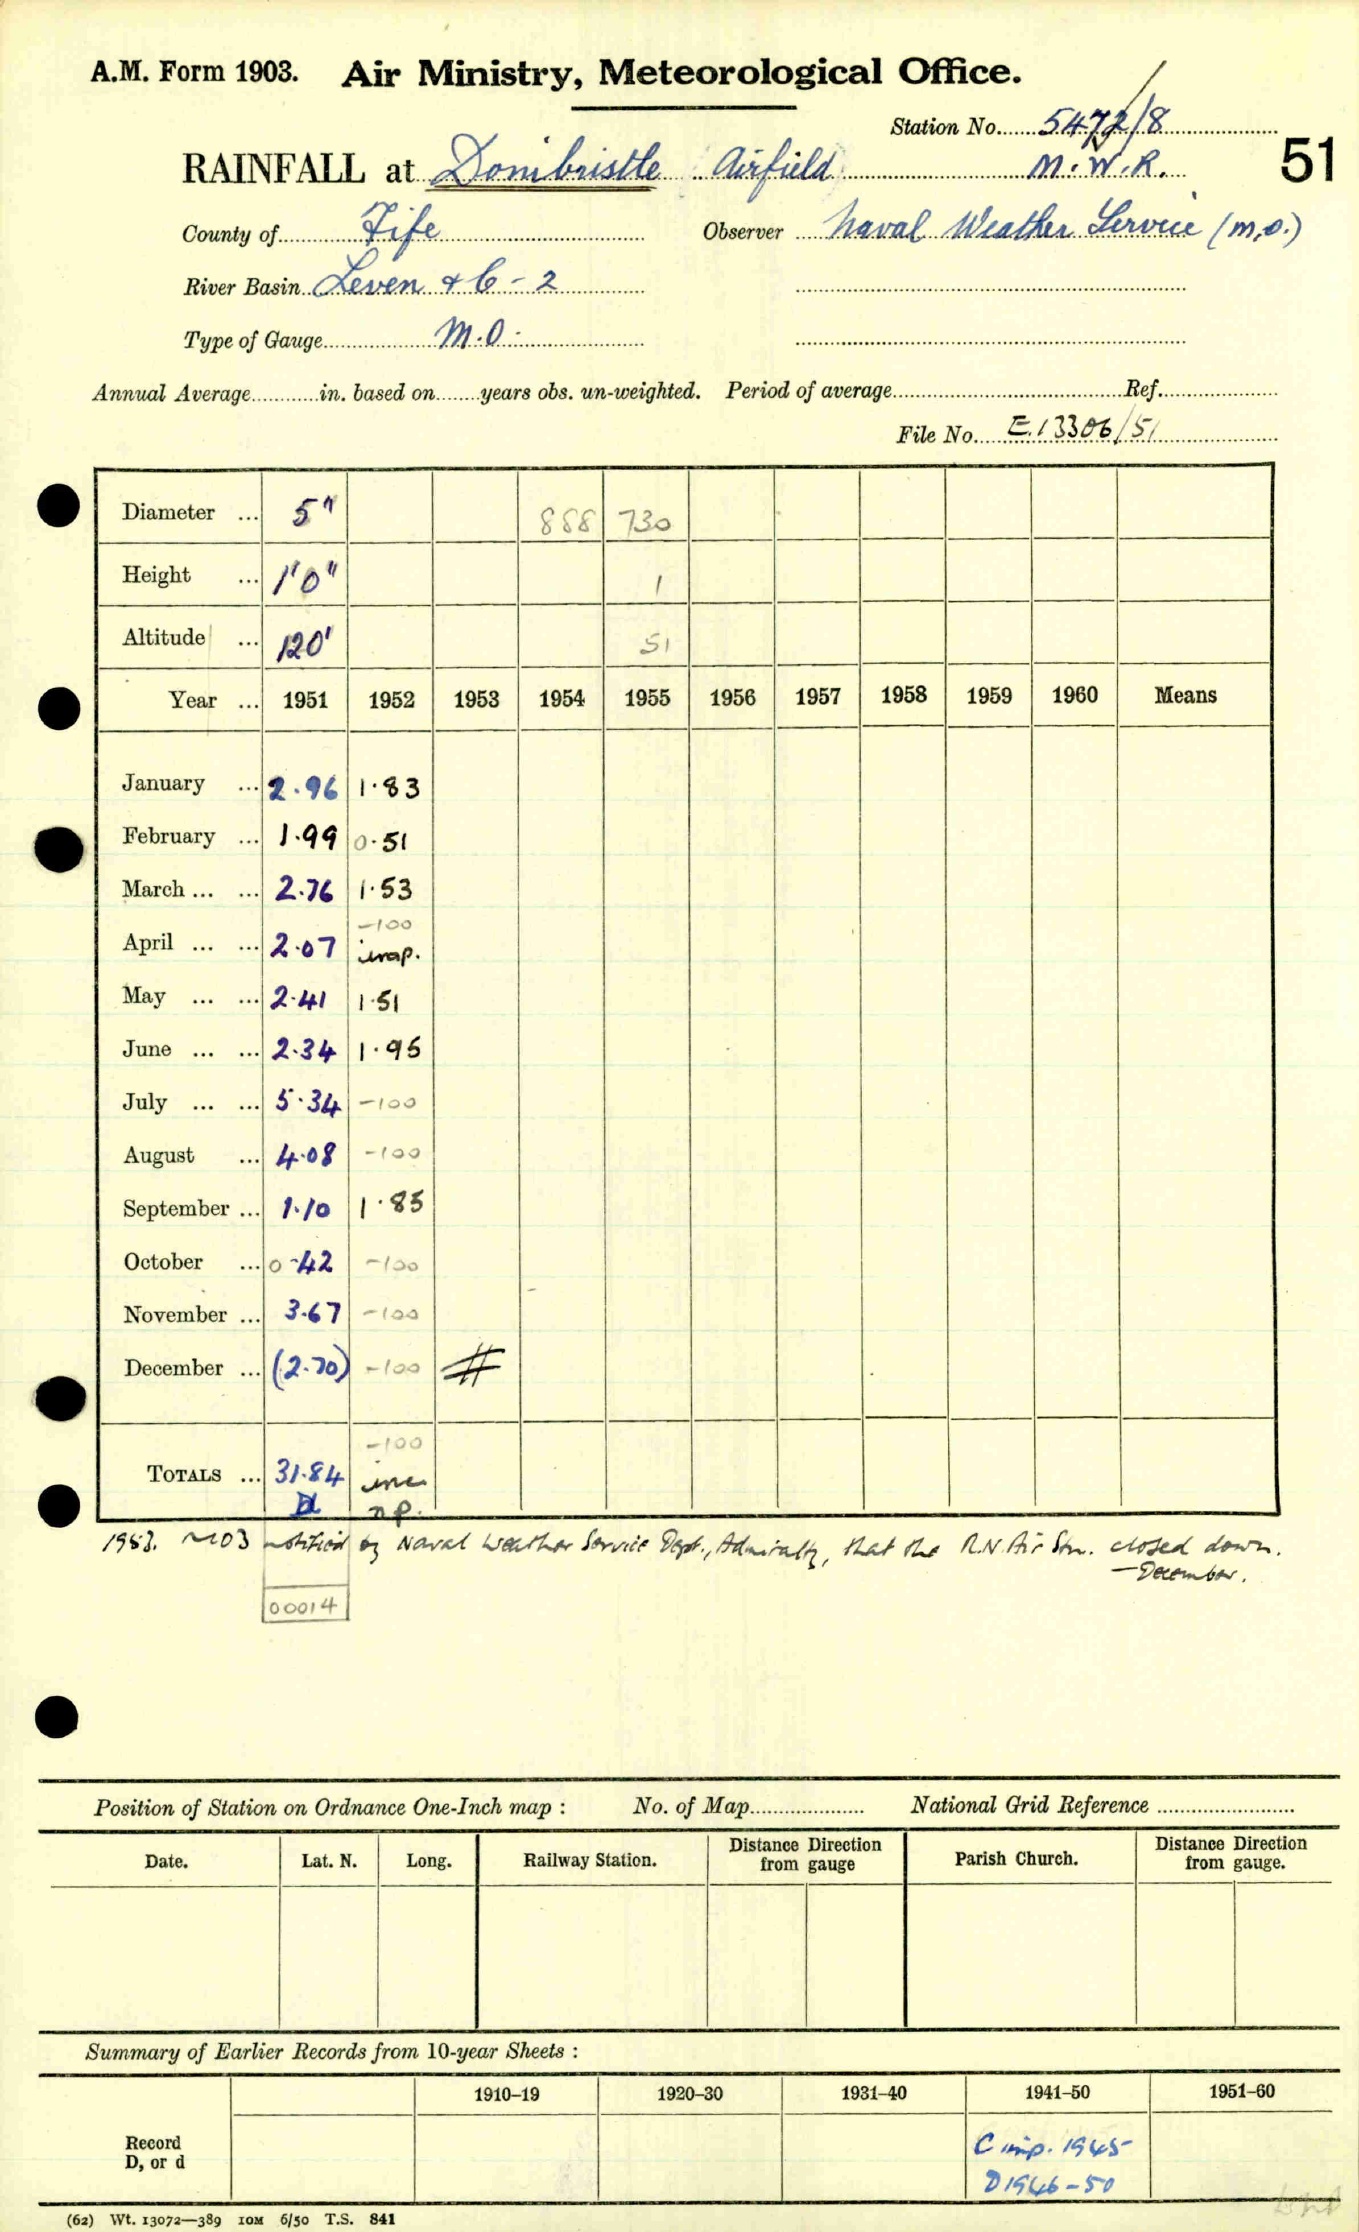 A.M. Form 1903. Air Ministry, Meteorological Office.
Station No. 5472/8
M.W.R.
51
RAINFALL at Donibristle Airfield
County of Fife Observer Naval Weather Service (M.O.)
River Basin Leven & C - 2
Type of Gauge M.O.
Annual Average in. based on years obs. un-weighted. Period of average Ref.
File No. E.13306/51
Diameter ... 5" 888 730
Height ... 1'0" 1
Altitude ... 120' 51
Year ... 1951 1952 1953 1954 1955 1956 1957 1958 1959 1960 Means
January ... 2.96 1.83
February ... 1.99 0.51
March ... ... 2.76 1.53
-100
April ... ... 2.07
May ... ... 2.41 1.51
June ... ... 2.34 1.95
July ... ... 5.34 -100
August ... 4.08 -100
September ... 1.10 1.85
October ... 0.42 -100
November ... 3.67 -100
December ... (2.70) -100 #
-100
TOTALS ... 31.84 inc
D n.p.
1953. MO3 notified by Naval Weather Service Dept., Admiralty, that the R.N. Air Stn. closed down.
—December.
00014
Position of Station on Ordnance One-Inch map : No. of Map National Grid Reference
Date. Lat. N. Long. Railway Station. Distance Direction from gauge Parish Church. Distance Direction from gauge.
Summary of Earlier Records from 10-year Sheets :
1910–19 1920–30 1931–40 1941–50 1951–60
Record C inp. 1945
D, or d D 1946-50
(62) Wt. 13072—389 10M 6/50 T.S. 841